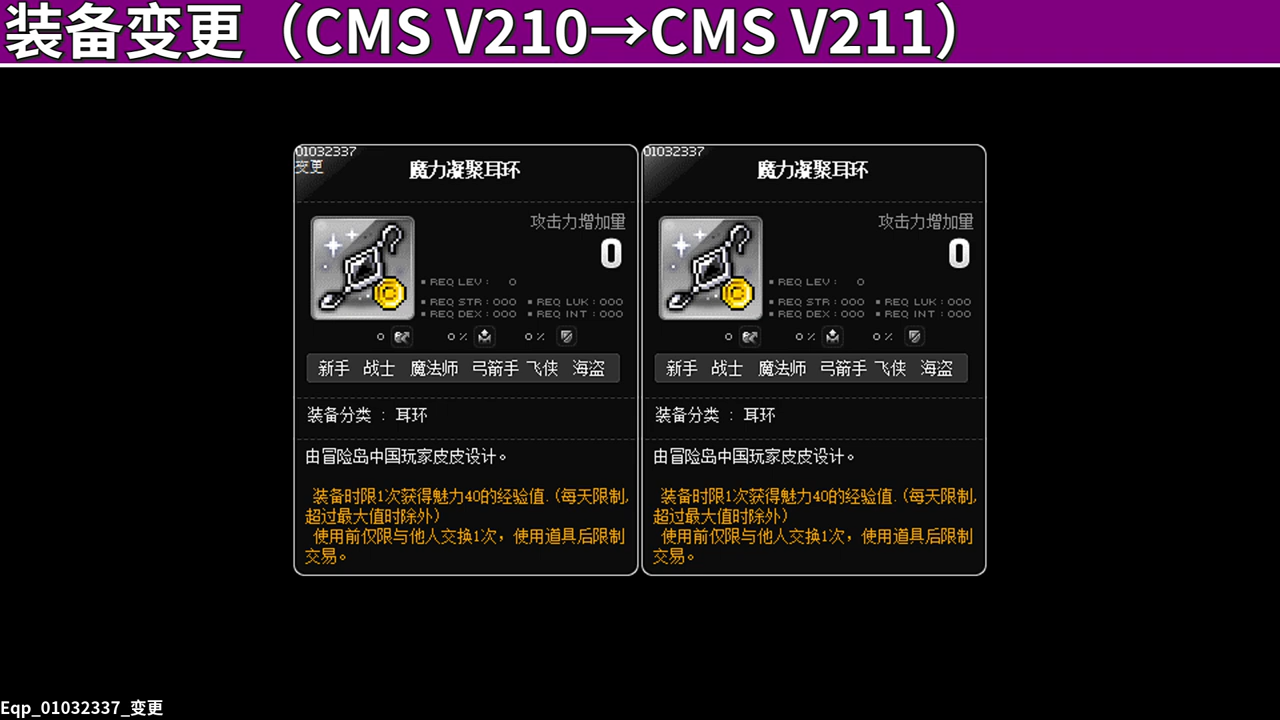 装备变更（CMS V210→CMS V211）
01032337
变更
魔力凝聚耳环
攻击力增加量
0
REQ LEV : 0
REQ STR : 000 REQ LUK : 000
REQ DEX : 000 REQ INT : 000
0 0 % 0 %
新手 战士 魔法师 弓箭手 飞侠 海盗
装备分类 : 耳环
由冒险岛中国玩家皮皮设计。
装备时限1次获得魅力40的经验值.(每天限制,
超过最大值时除外)
使用前仅限与他人交换1次，使用道具后限制
交易。
01032337
魔力凝聚耳环
攻击力增加量
0
REQ LEV : 0
REQ STR : 000 REQ LUK : 000
REQ DEX : 000 REQ INT : 000
0 0 % 0 %
新手 战士 魔法师 弓箭手 飞侠 海盗
装备分类 : 耳环
由冒险岛中国玩家皮皮设计。
装备时限1次获得魅力40的经验值.(每天限制,
超过最大值时除外)
使用前仅限与他人交换1次，使用道具后限制
交易。
Eqp_01032337_变更